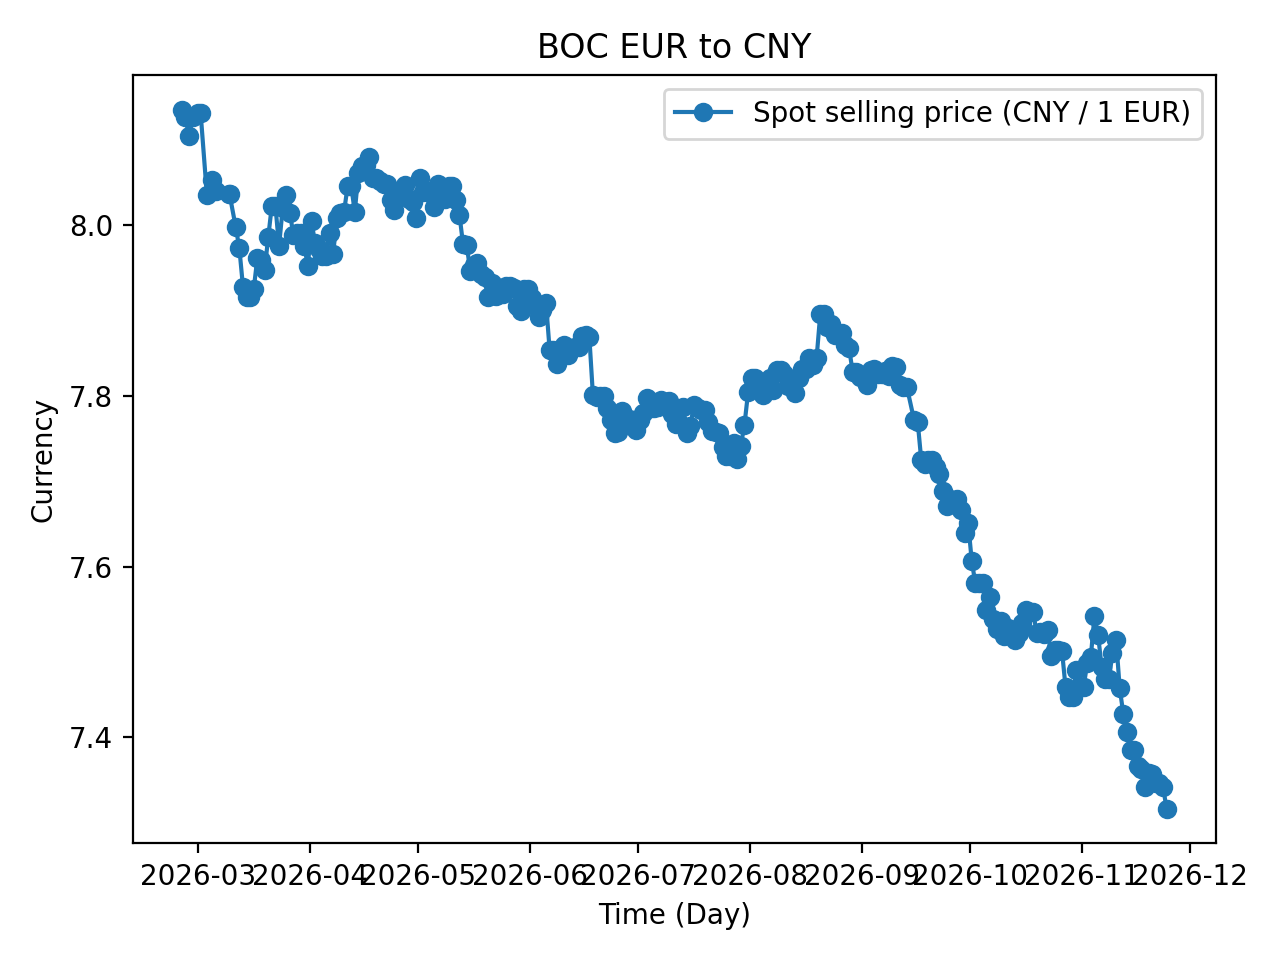 BOC EUR to CNY
Spot selling price (CNY / 1 EUR)
8.0
7.8
7.6
7.4
Currency
2026-03 2026-04 2026-05 2026-06 2026-07 2026-08 2026-09 2026-10 2026-11 2026-12
Time (Day)